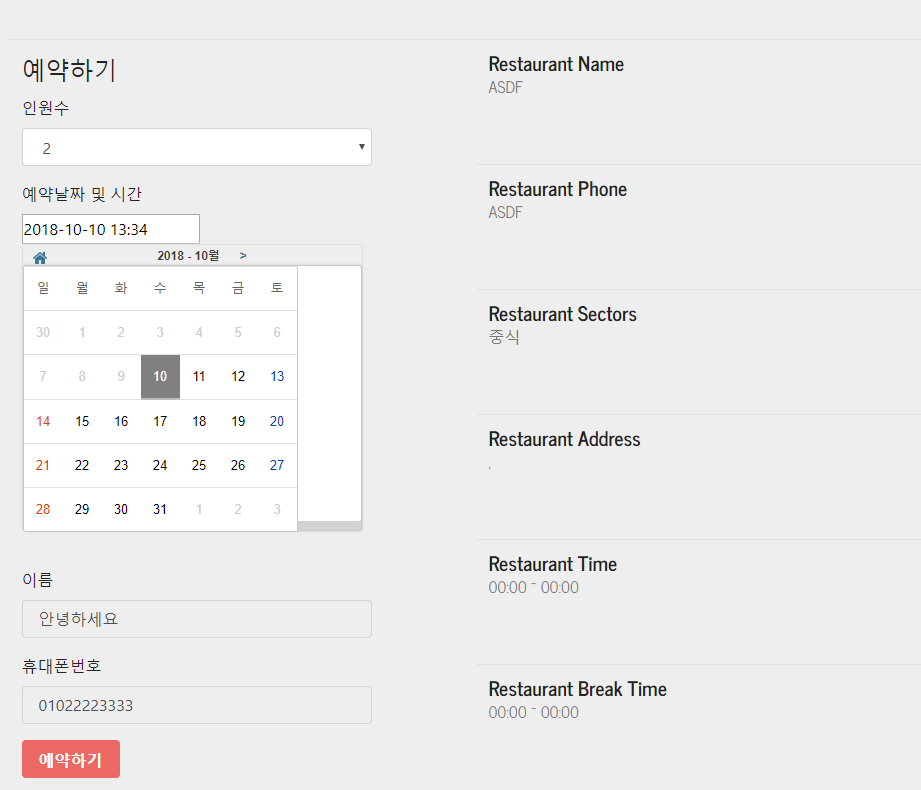 예약하기
인원수
2
예약날짜 및 시간
2018-10-10 13:34
2018 - 10월 >
일 월 화 수 목 금 토
30 1 2 3 4 5 6
7 8 9 10 11 12 13
14 15 16 17 18 19 20
21 22 23 24 25 26 27
28 29 30 31 1 2 3
이름
안녕하세요
휴대폰번호
01022223333
예약하기
Restaurant Name
ASDF
Restaurant Phone
ASDF
Restaurant Sectors
중식
Restaurant Address
,
Restaurant Time
00:00 ~ 00:00
Restaurant Break Time
00:00 ~ 00:00